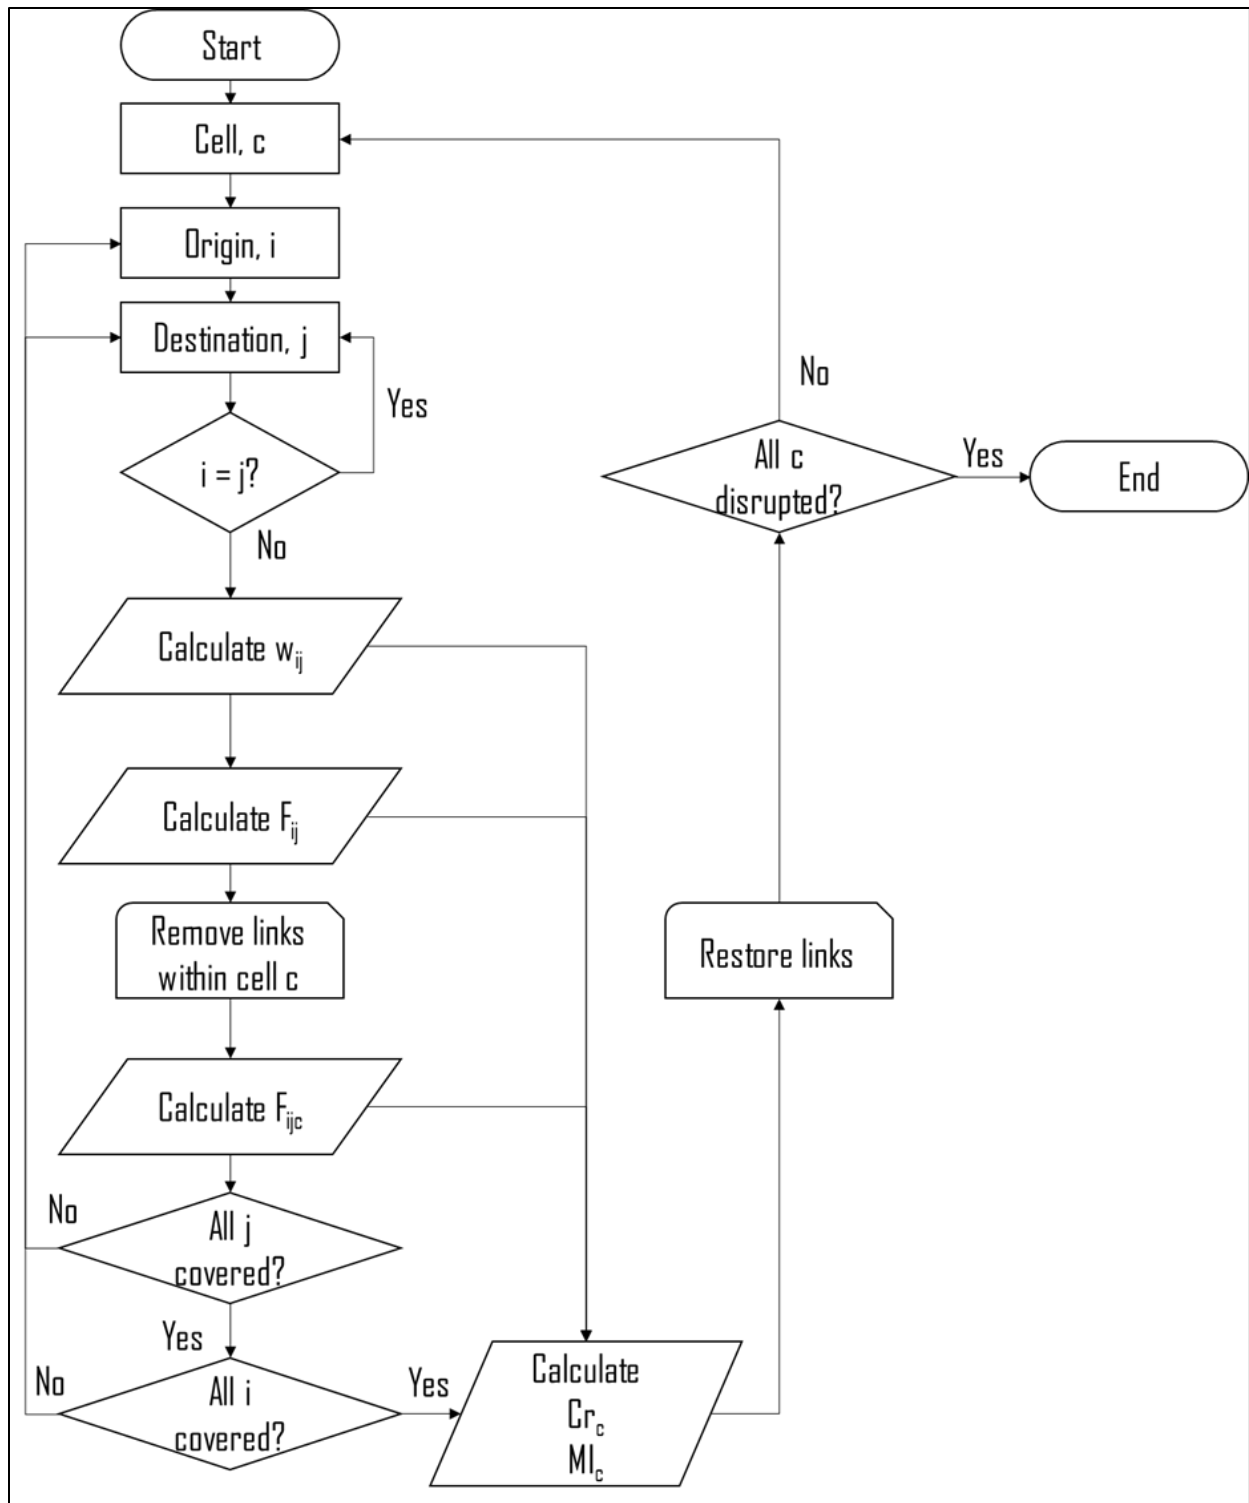 Start
Cell, c
Origin, i
Destination, j
Yes
i = j?
No
Calculate wij
Calculate Fij
Remove links
within cell c
Calculate Fijc
No
All j
covered?
Yes
No
All i
covered?
Yes
Calculate
Crc
MIc
Restore links
No
All c
disrupted?
Yes
End